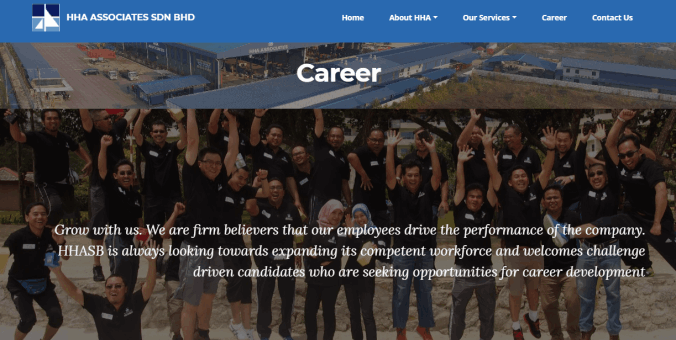 HHA ASSOCIATES SDN BHD
Home About HHA Our Services Career Contact Us
Career
Grow with us. We are firm believers that our employees drive the performance of the company.
HHASB is always looking towards expanding its competent workforce and welcomes challenge
driven candidates who are seeking opportunities for career development